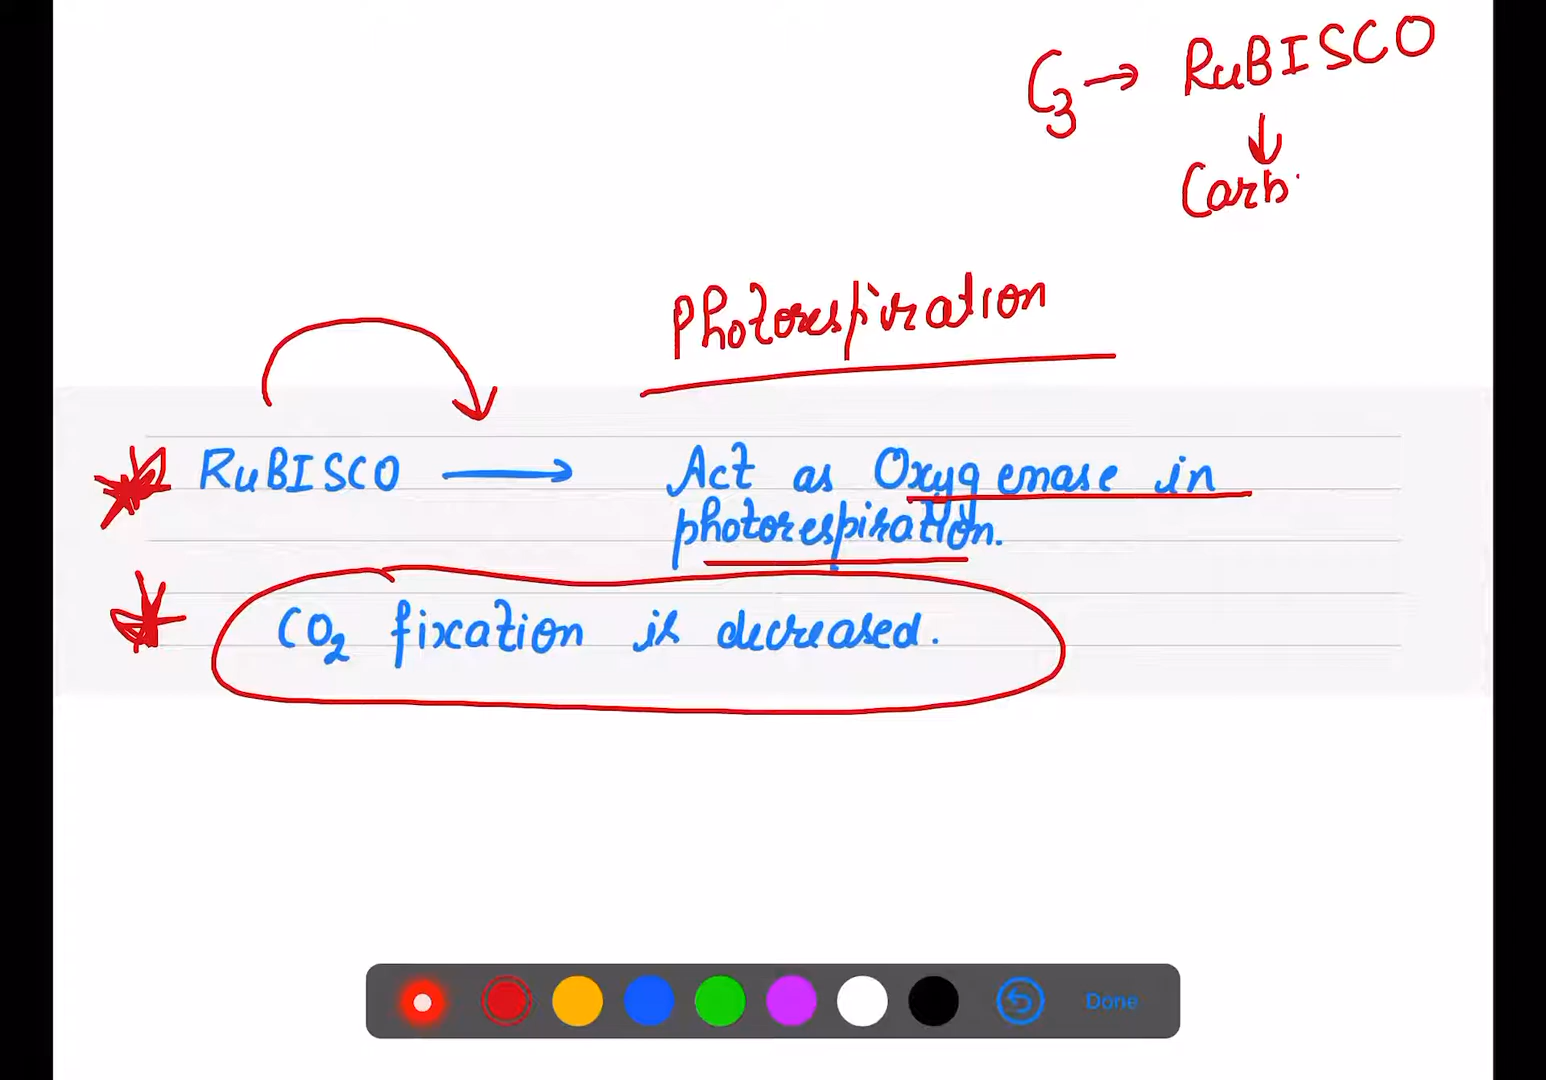 C3 → RuBISCO
↓
Carb
Photorespiration
RuBISCO → Act as Oxygenase in
photorespiration.
CO2 fixation is decreased.
Done